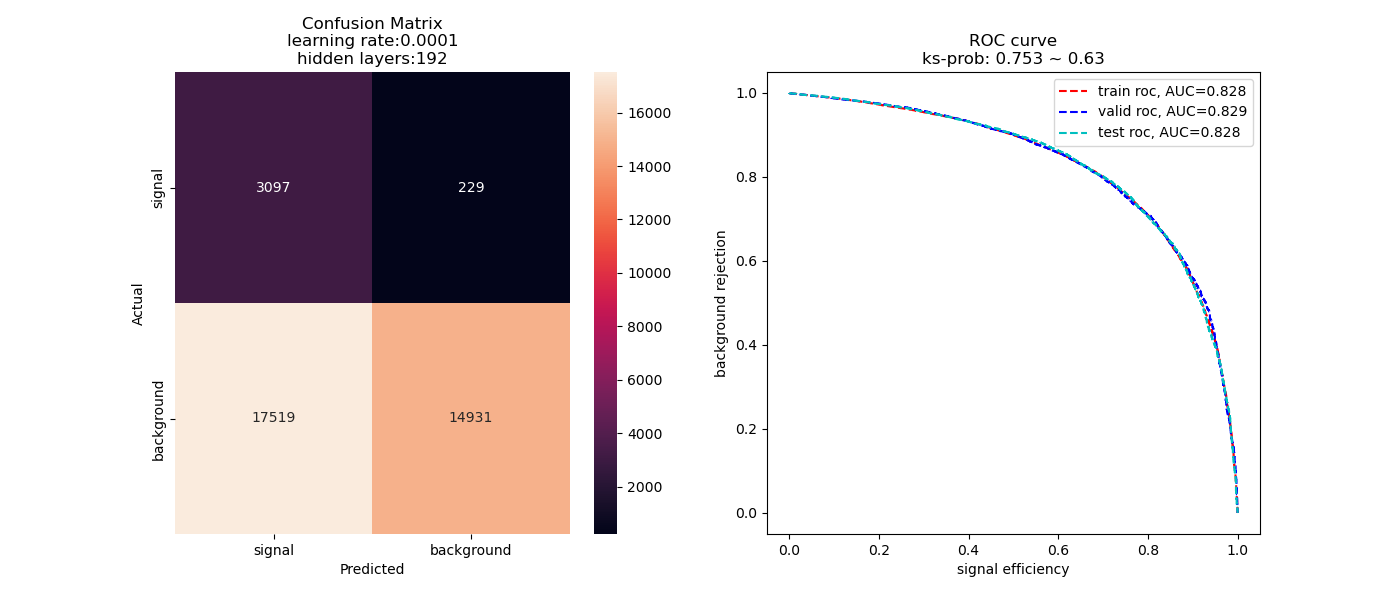 Confusion Matrix
learning rate:0.0001
hidden layers:192
signal
background
Actual
3097
229
17519
14931
signal
background
Predicted
16000
14000
12000
10000
8000
6000
4000
2000
ROC curve
ks-prob: 0.753 ~ 0.63
train roc, AUC=0.828
valid roc, AUC=0.829
test roc, AUC=0.828
background rejection
1.0
0.8
0.6
0.4
0.2
0.0
0.0
0.2
0.4
0.6
0.8
1.0
signal efficiency